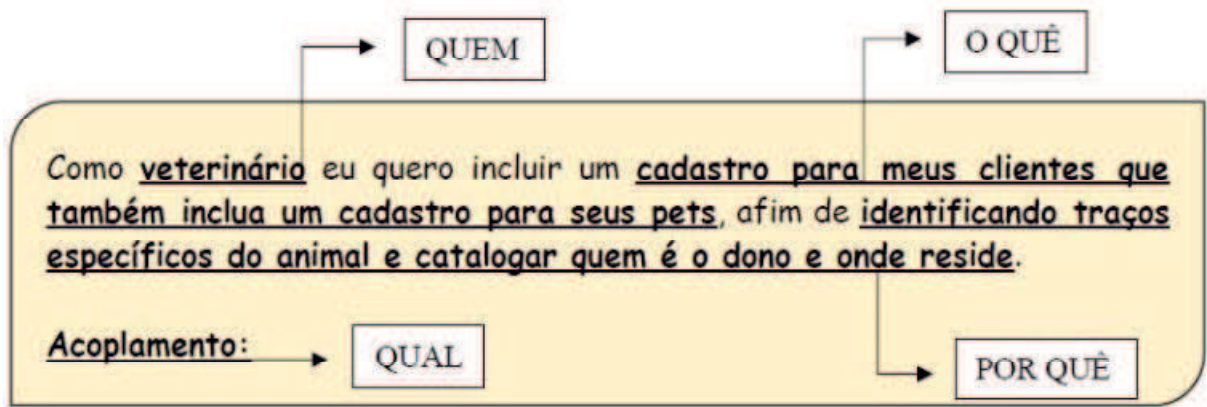 QUEM
O QUÊ
Como veterinário eu quero incluir um cadastro para meus clientes que
também inclua um cadastro para seus pets, afim de identificando traços
específicos do animal e catalogar quem é o dono e onde reside.
Acoplamento:
QUAL
POR QUÊ